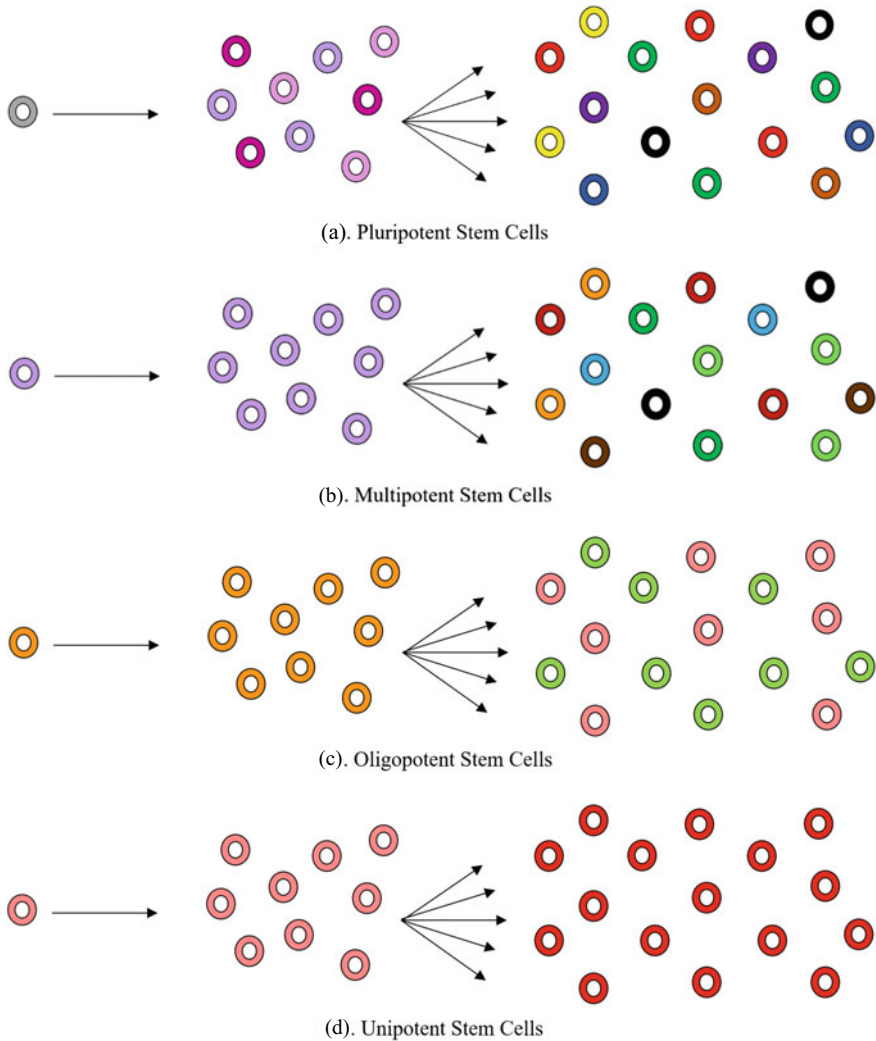 (a). Pluripotent Stem Cells
(b). Multipotent Stem Cells
(c). Oligopotent Stem Cells
(d). Unipotent Stem Cells